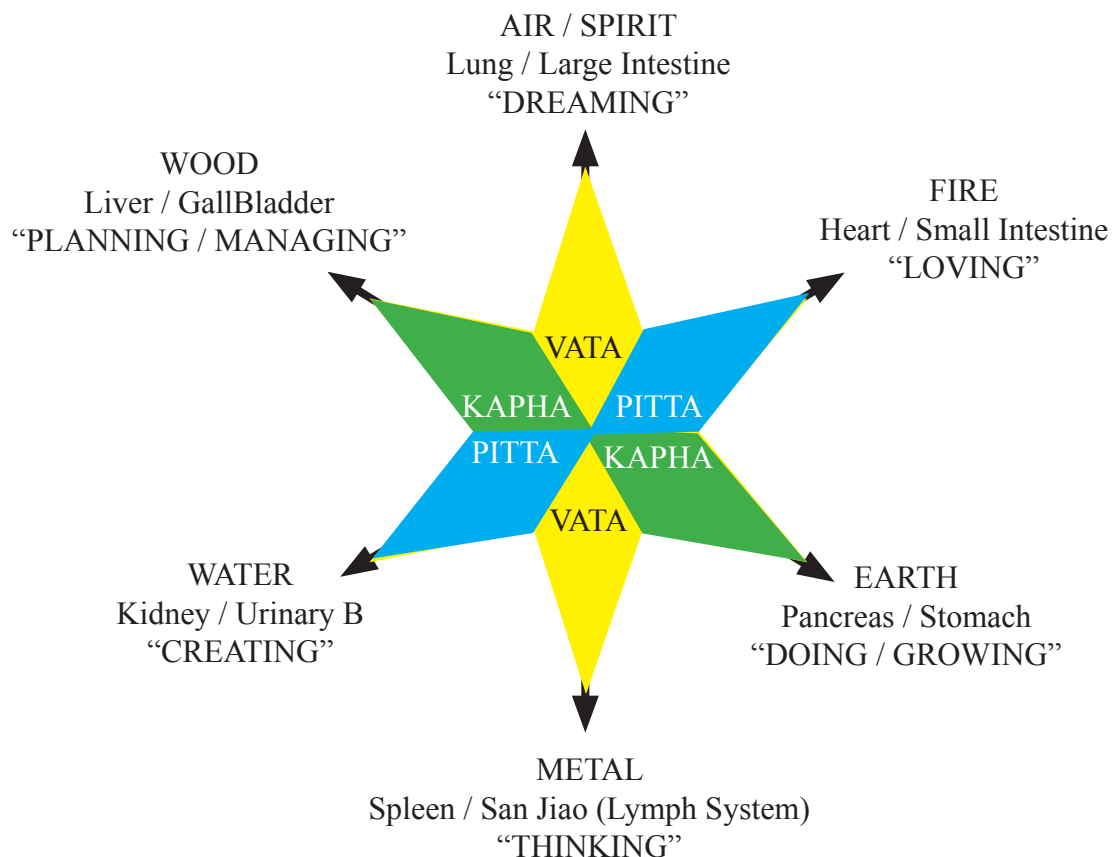 AIR / SPIRIT
Lung / Large Intestine
“DREAMING”
WOOD
Liver / GallBladder
“PLANNING / MANAGING”
FIRE
Heart / Small Intestine
“LOVING”
VATA
KAPHA
PITTA
PITTA
KAPHA
VATA
WATER
Kidney / Urinary B
“CREATING”
EARTH
Pancreas / Stomach
“DOING / GROWING”
METAL
Spleen / San Jiao (Lymph System)
“THINKING”